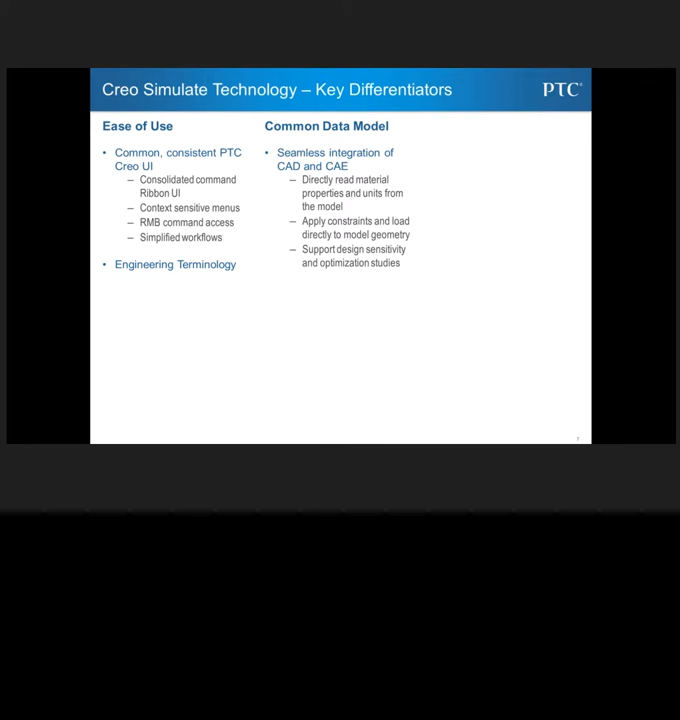 Creo Simulate Technology – Key Differentiators
PTC®
Ease of Use
• Common, consistent PTC
Creo UI
– Consolidated command
Ribbon UI
– Context sensitive menus
– RMB command access
– Simplified workflows
• Engineering Terminology
Common Data Model
• Seamless integration of
CAD and CAE
– Directly read material
properties and units from
the model
– Apply constraints and load
directly to model geometry
– Support design sensitivity
and optimization studies